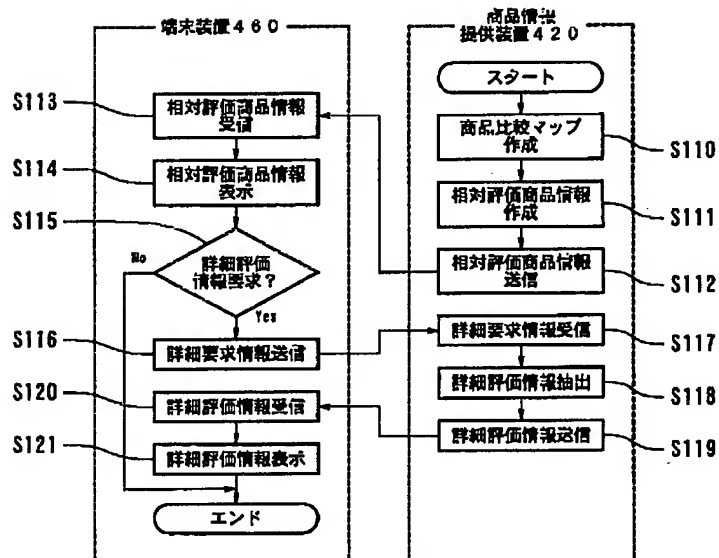 端末装置460
S113
相対評価商品情報
受信
S114
相対評価商品情報
表示
S115
詳細評価
情報要求?
No
Yes
S116
詳細要求情報送信
S120
詳細評価情報受信
S121
詳細評価情報表示
エンド
商品情報
提供装置420
スタート
商品比較マップ
作成
S110
相対評価商品情報
作成
S111
相対評価商品情報
送信
S112
詳細要求情報受信
S117
詳細評価情報抽出
S118
詳細評価情報送信
S119